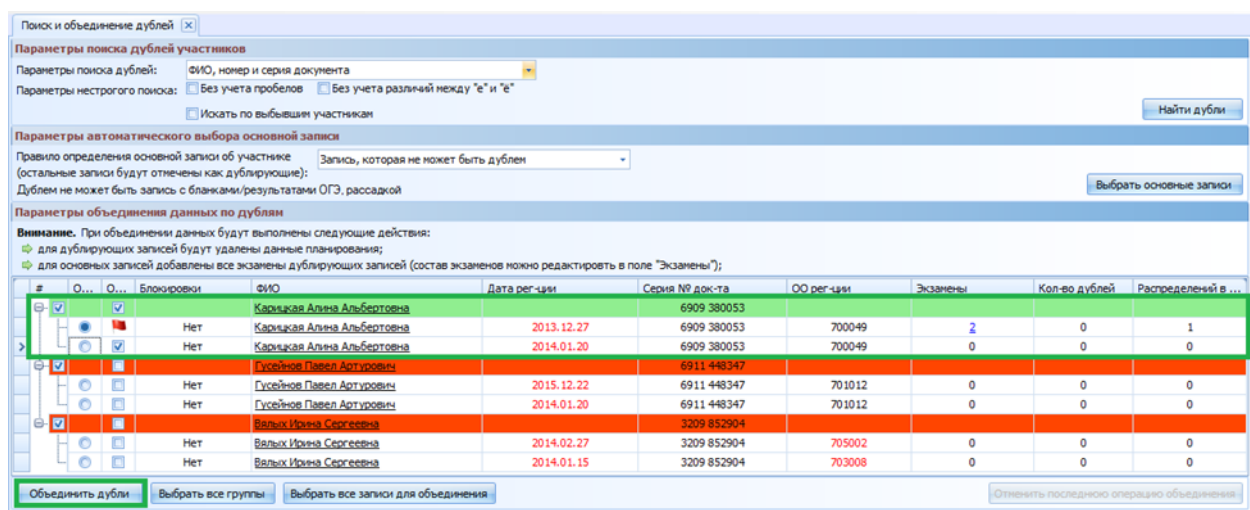 Поиск и объединение дублей
Параметры поиска дублей участников
Параметры поиска дублей: ФИО, номер и серия документа
Параметры нестрогого поиска: Без учета пробелов Без учета различий между "е" и "ё"
Искать по выбывшим участникам
Найти дубли
Параметры автоматического выбора основной записи
Правило определения основной записи об участнике Запись, которая не может быть дублем
(остальные записи будут отмечены как дублирующие):
Дублем не может быть запись с бланками/результатами ОГЭ, рассадкой
Выбрать основные записи
Параметры объединения данных по дублям
Внимание. При объединении данных будут выполнены следующие действия:
для дублирующих записей будут удалены данные планирования;
для основных записей добавлены все экзамены дублирующих записей (состав экзаменов можно редактировть в поле "Экзамены");
# О... О... Блокировки ФИО Дата рег-ции Серия № док-та ОО рег-ции Экзамены Кол-во дублей Распределений в ...
Карицкая Алина Альбертовна 6909 380053
Нет Карицкая Алина Альбертовна 2013.12.27 6909 380053 700049 2 0 1
Нет Карицкая Алина Альбертовна 2014.01.20 6909 380053 700049 0 0 0
Гусейнов Павел Артурович 6911 448347
Нет Гусейнов Павел Артурович 2015.12.22 6911 448347 701012 0 0 0
Нет Гусейнов Павел Артурович 2014.01.20 6911 448347 701012 0 0 0
Вялых Ирина Сергеевна 3209 852904
Нет Вялых Ирина Сергеевна 2014.02.27 3209 852904 705002 0 0 0
Нет Вялых Ирина Сергеевна 2014.01.15 3209 852904 703008 0 0 0
Объединить дубли Выбрать все группы Выбрать все записи для объединения Отменить последнюю операцию объединения